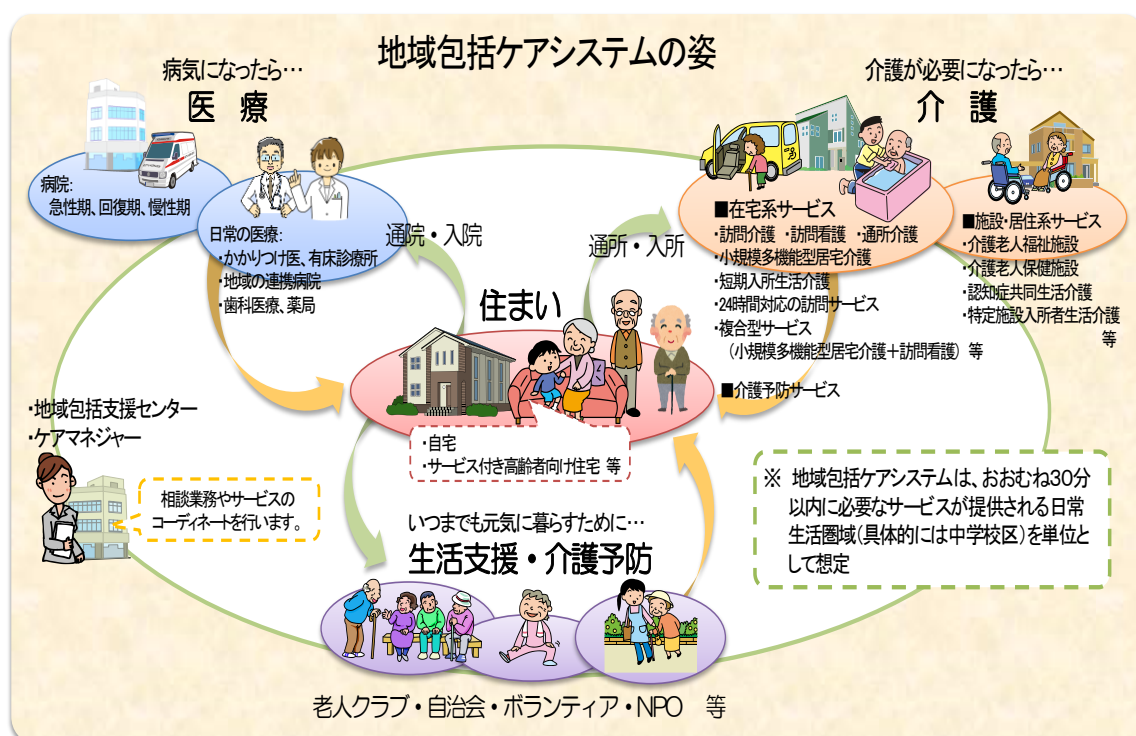 地域包括ケアシステムの姿
病気になったら…
医 療
病院:
急性期、回復期、慢性期
日常の医療:
・かかりつけ医、有床診療所
・地域の連携病院
・歯科医療、薬局
通院・入院
通所・入所
介護が必要になったら…
介 護
■在宅系サービス
・訪問介護 ・訪問看護 ・通所介護
・小規模多機能型居宅介護
・短期入所生活介護
・24時間対応の訪問サービス
・複合型サービス
(小規模多機能型居宅介護+訪問看護) 等
■介護予防サービス
■施設・居住系サービス
・介護老人福祉施設
・介護老人保健施設
・認知症共同生活介護
・特定施設入所者生活介護
等
住まい
・自宅
・サービス付き高齢者向け住宅 等
・地域包括支援センター
・ケアマネジャー
相談業務やサービスの
コーディネートを行います。
いつまでも元気に暮らすために…
生活支援・介護予防
老人クラブ・自治会・ボランティア・NPO 等
※ 地域包括ケアシステムは、おおむね30分
以内に必要なサービスが提供される日常
生活圏域(具体的には中学校区)を単位と
して想定